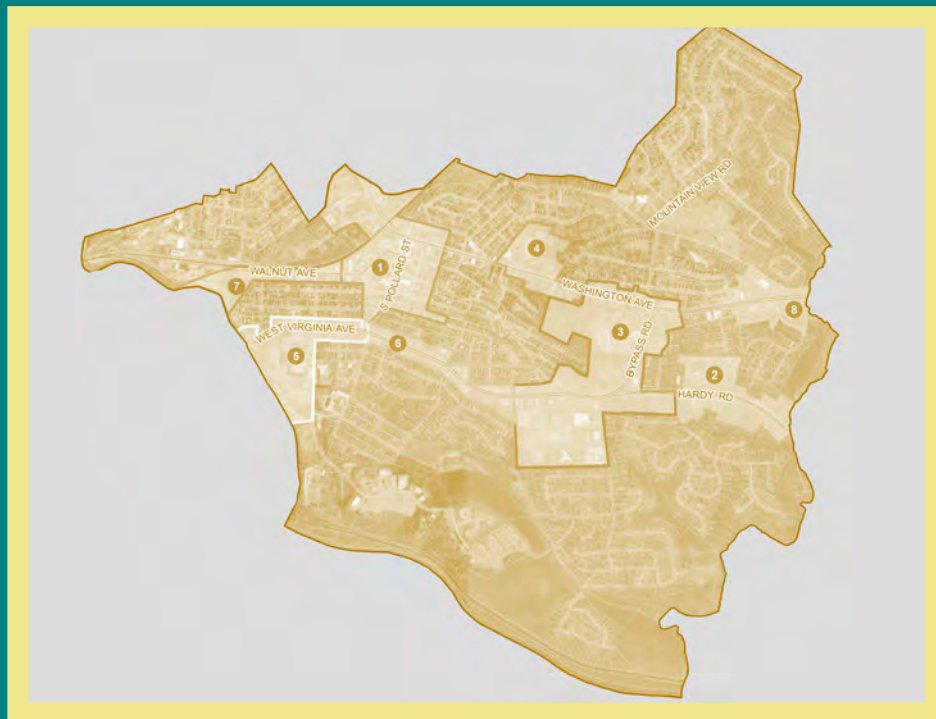 MOUNTAIN VIEW RD
4
1
S POLLARD ST
WALNUT AVE
7
WASHINGTON AVE
8
WEST VIRGINIA AVE
3
BYPASS RD
6
5
2
HARDY RD